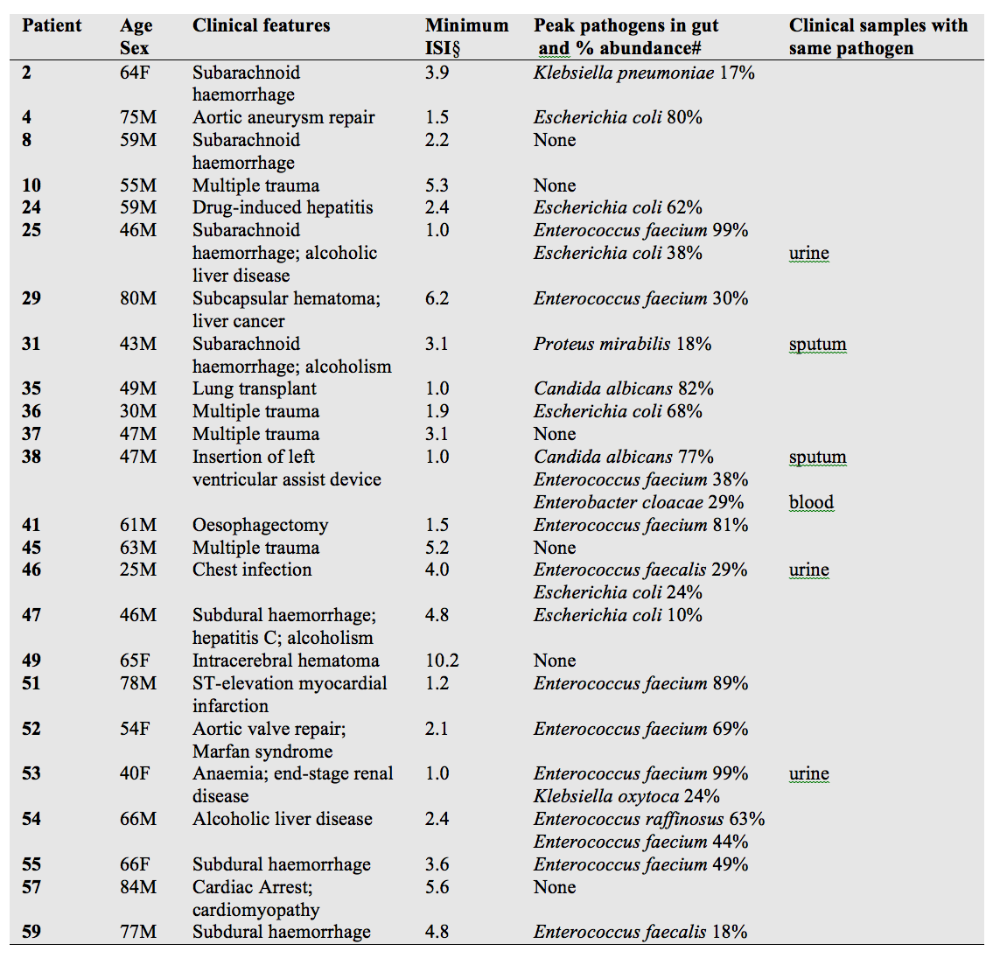 Patient Age Clinical features Minimum Peak pathogens in gut Clinical samples with
Sex ISI§ and % abundance# same pathogen
2 64F Subarachnoid 3.9 Klebsiella pneumoniae 17%
haemorrhage
4 75M Aortic aneurysm repair 1.5 Escherichia coli 80%
8 59M Subarachnoid 2.2 None
haemorrhage
10 55M Multiple trauma 5.3 None
24 59M Drug-induced hepatitis 2.4 Escherichia coli 62%
25 46M Subarachnoid 1.0 Enterococcus faecium 99%
haemorrhage; alcoholic Escherichia coli 38% urine
liver disease
29 80M Subcapsular hematoma; 6.2 Enterococcus faecium 30%
liver cancer
31 43M Subarachnoid 3.1 Proteus mirabilis 18% sputum
haemorrhage; alcoholism
35 49M Lung transplant 1.0 Candida albicans 82%
36 30M Multiple trauma 1.9 Escherichia coli 68%
37 47M Multiple trauma 3.1 None
38 47M Insertion of left 1.0 Candida albicans 77% sputum
ventricular assist device Enterococcus faecium 38%
Enterobacter cloacae 29% blood
41 61M Oesophagectomy 1.5 Enterococcus faecium 81%
45 63M Multiple trauma 5.2 None
46 25M Chest infection 4.0 Enterococcus faecalis 29% urine
Escherichia coli 24%
47 46M Subdural haemorrhage; 4.8 Escherichia coli 10%
hepatitis C; alcoholism
49 65F Intracerebral hematoma 10.2 None
51 78M ST-elevation myocardial 1.2 Enterococcus faecium 89%
infarction
52 54F Aortic valve repair; 2.1 Enterococcus faecium 69%
Marfan syndrome
53 40F Anaemia; end-stage renal 1.0 Enterococcus faecium 99% urine
disease Klebsiella oxytoca 24%
54 66M Alcoholic liver disease 2.4 Enterococcus raffinosus 63%
Enterococcus faecium 44%
55 66F Subdural haemorrhage 3.6 Enterococcus faecium 49%
57 84M Cardiac Arrest; 5.6 None
cardiomyopathy
59 77M Subdural haemorrhage 4.8 Enterococcus faecalis 18%